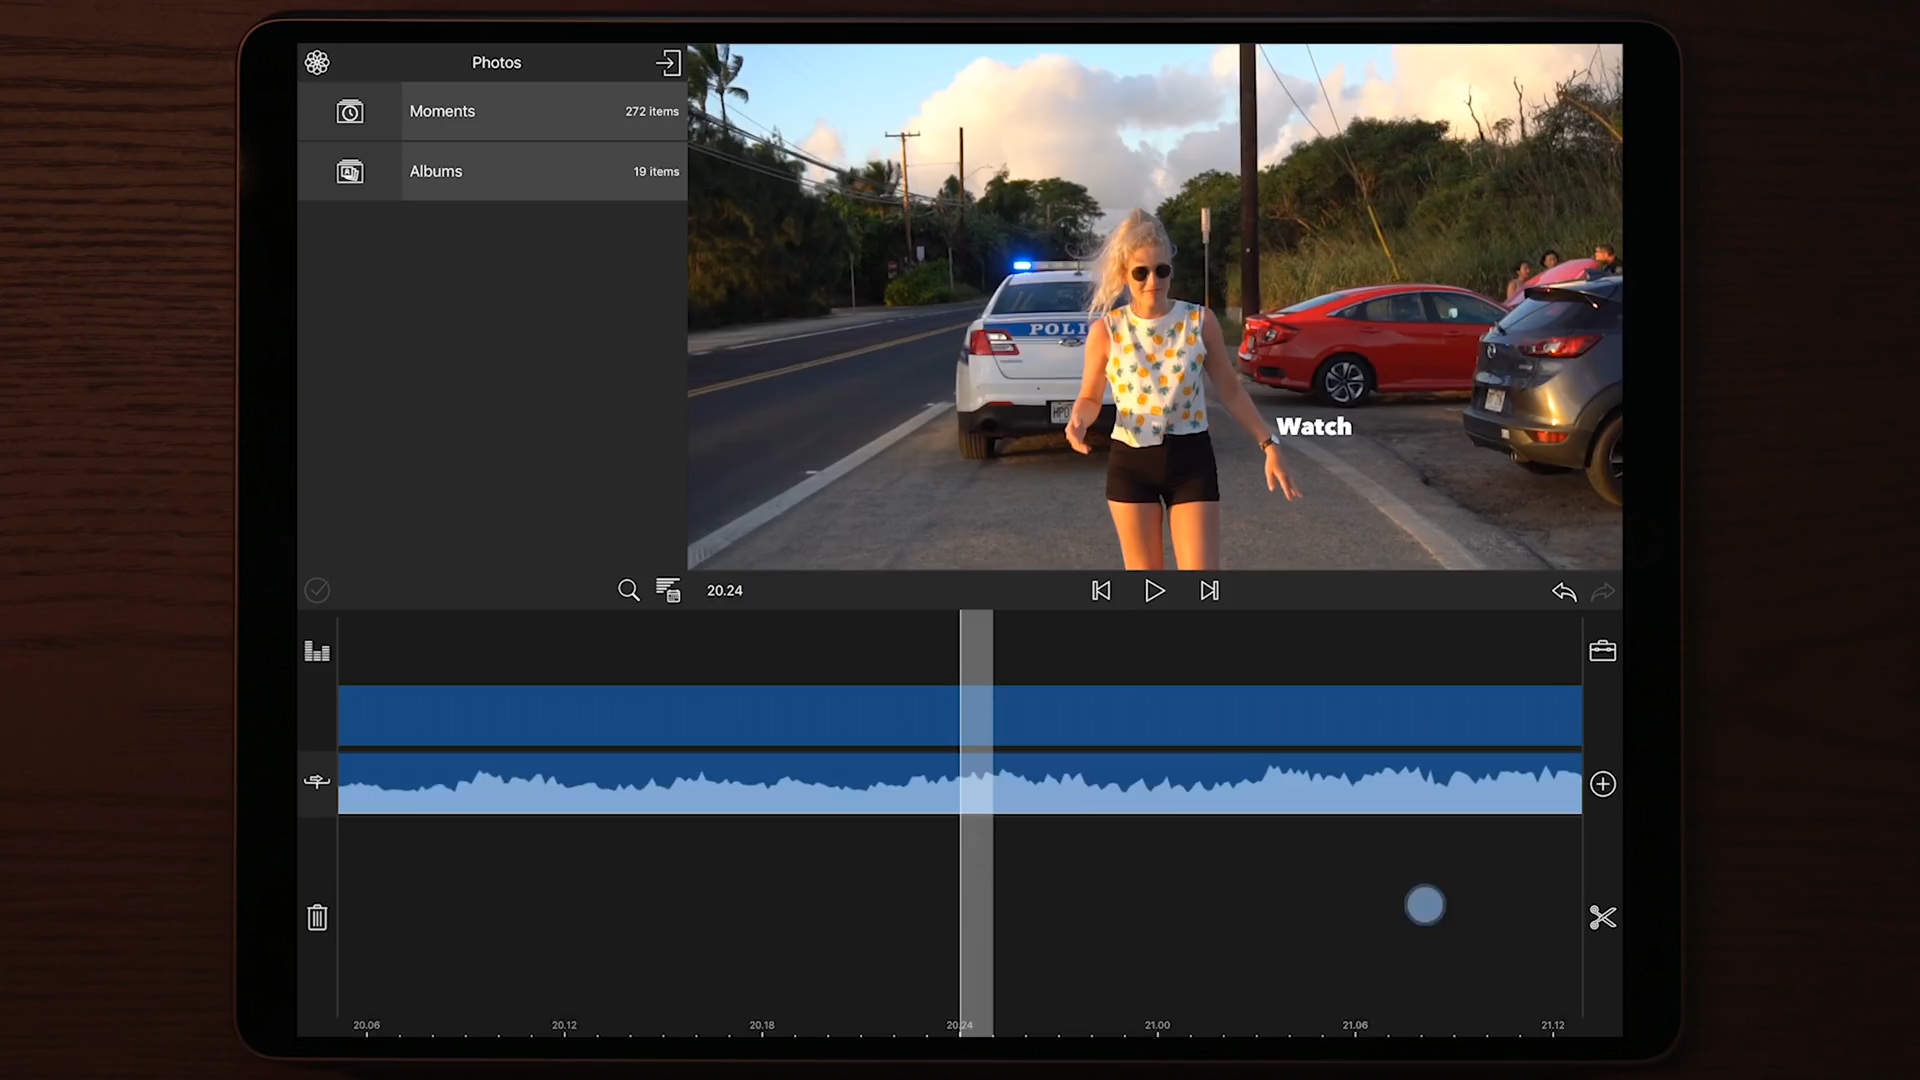 Photos
Moments
272 items
Albums
19 items
POLI
HPD
Watch
20.24
20.06
20.12
20.18
20.24
21.00
21.06
21.12